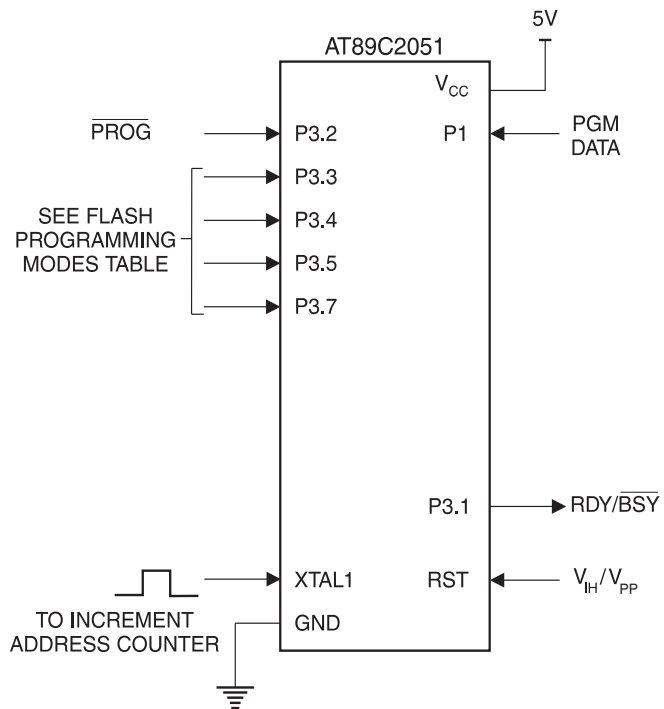 5V
AT89C2051
VCC
PROG
P3.2
P1
PGM
DATA
P3.3
SEE FLASH
PROGRAMMING
MODES TABLE
P3.4
P3.5
P3.7
P3.1
RDY/BSY
XTAL1
RST
VIH/VPP
TO INCREMENT
ADDRESS COUNTER
GND